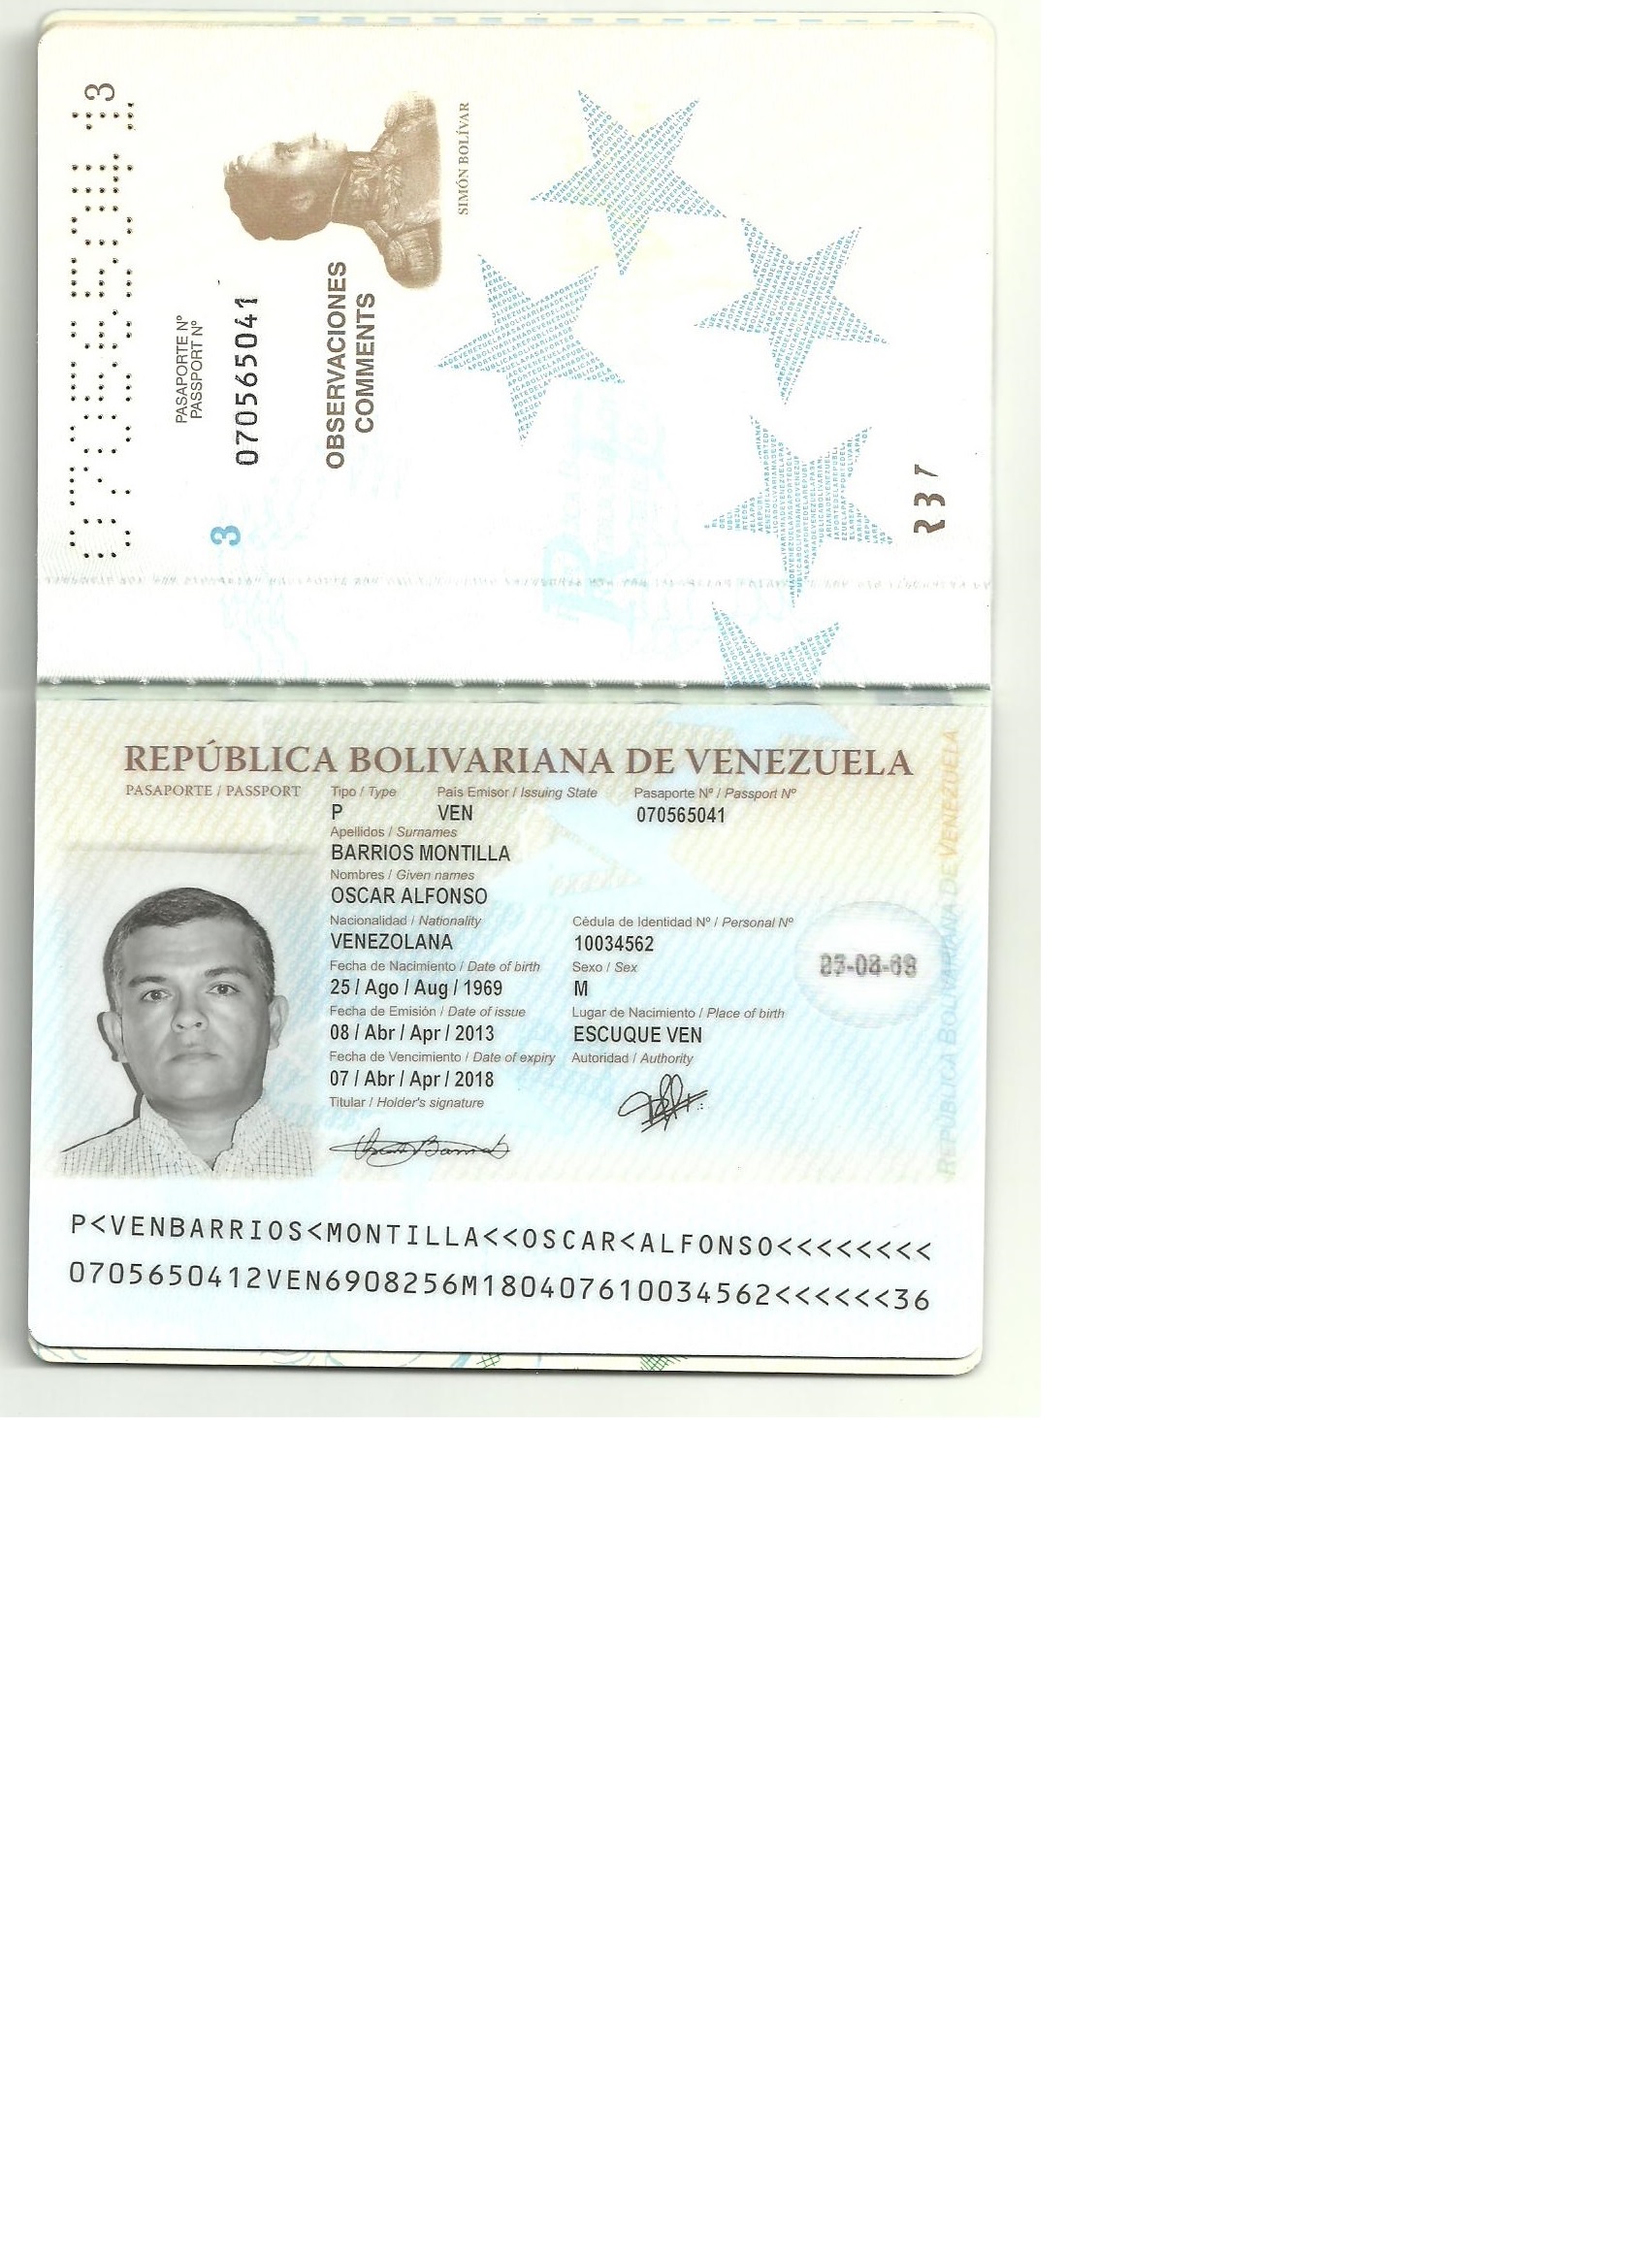 3
PASAPORTE Nº
PASSPORT Nº
070565041
3
OBSERVACIONES
COMMENTS
SIMÓN BOLÍVAR
REPÚBLICA BOLIVARIANA DE VENEZUELA
PASAPORTE / PASSPORT
Tipo / Type País Emisor / Issuing State Pasaporte Nº / Passport Nº
P VEN 070565041
Apellidos / Surnames
BARRIOS MONTILLA
Nombres / Given names
OSCAR ALFONSO
Nacionalidad / Nationality Cédula de Identidad Nº / Personal Nº
VENEZOLANA 10034562
Fecha de Nacimiento / Date of birth Sexo / Sex
25 / Ago / Aug / 1969 M
Fecha de Emisión / Date of issue Lugar de Nacimiento / Place of birth
08 / Abr / Apr / 2013 ESCUQUE VEN
Fecha de Vencimiento / Date of expiry Autoridad / Authority
07 / Abr / Apr / 2018
Titular / Holder's signature
REPÚBLICA BOLIVARIANA DE VENEZUELA
P<VENBARRIOS<MONTILLA<<OSCAR<ALFONSO<<<<<<<<
0705650412VEN6908256M180407610034562<<<<<<36